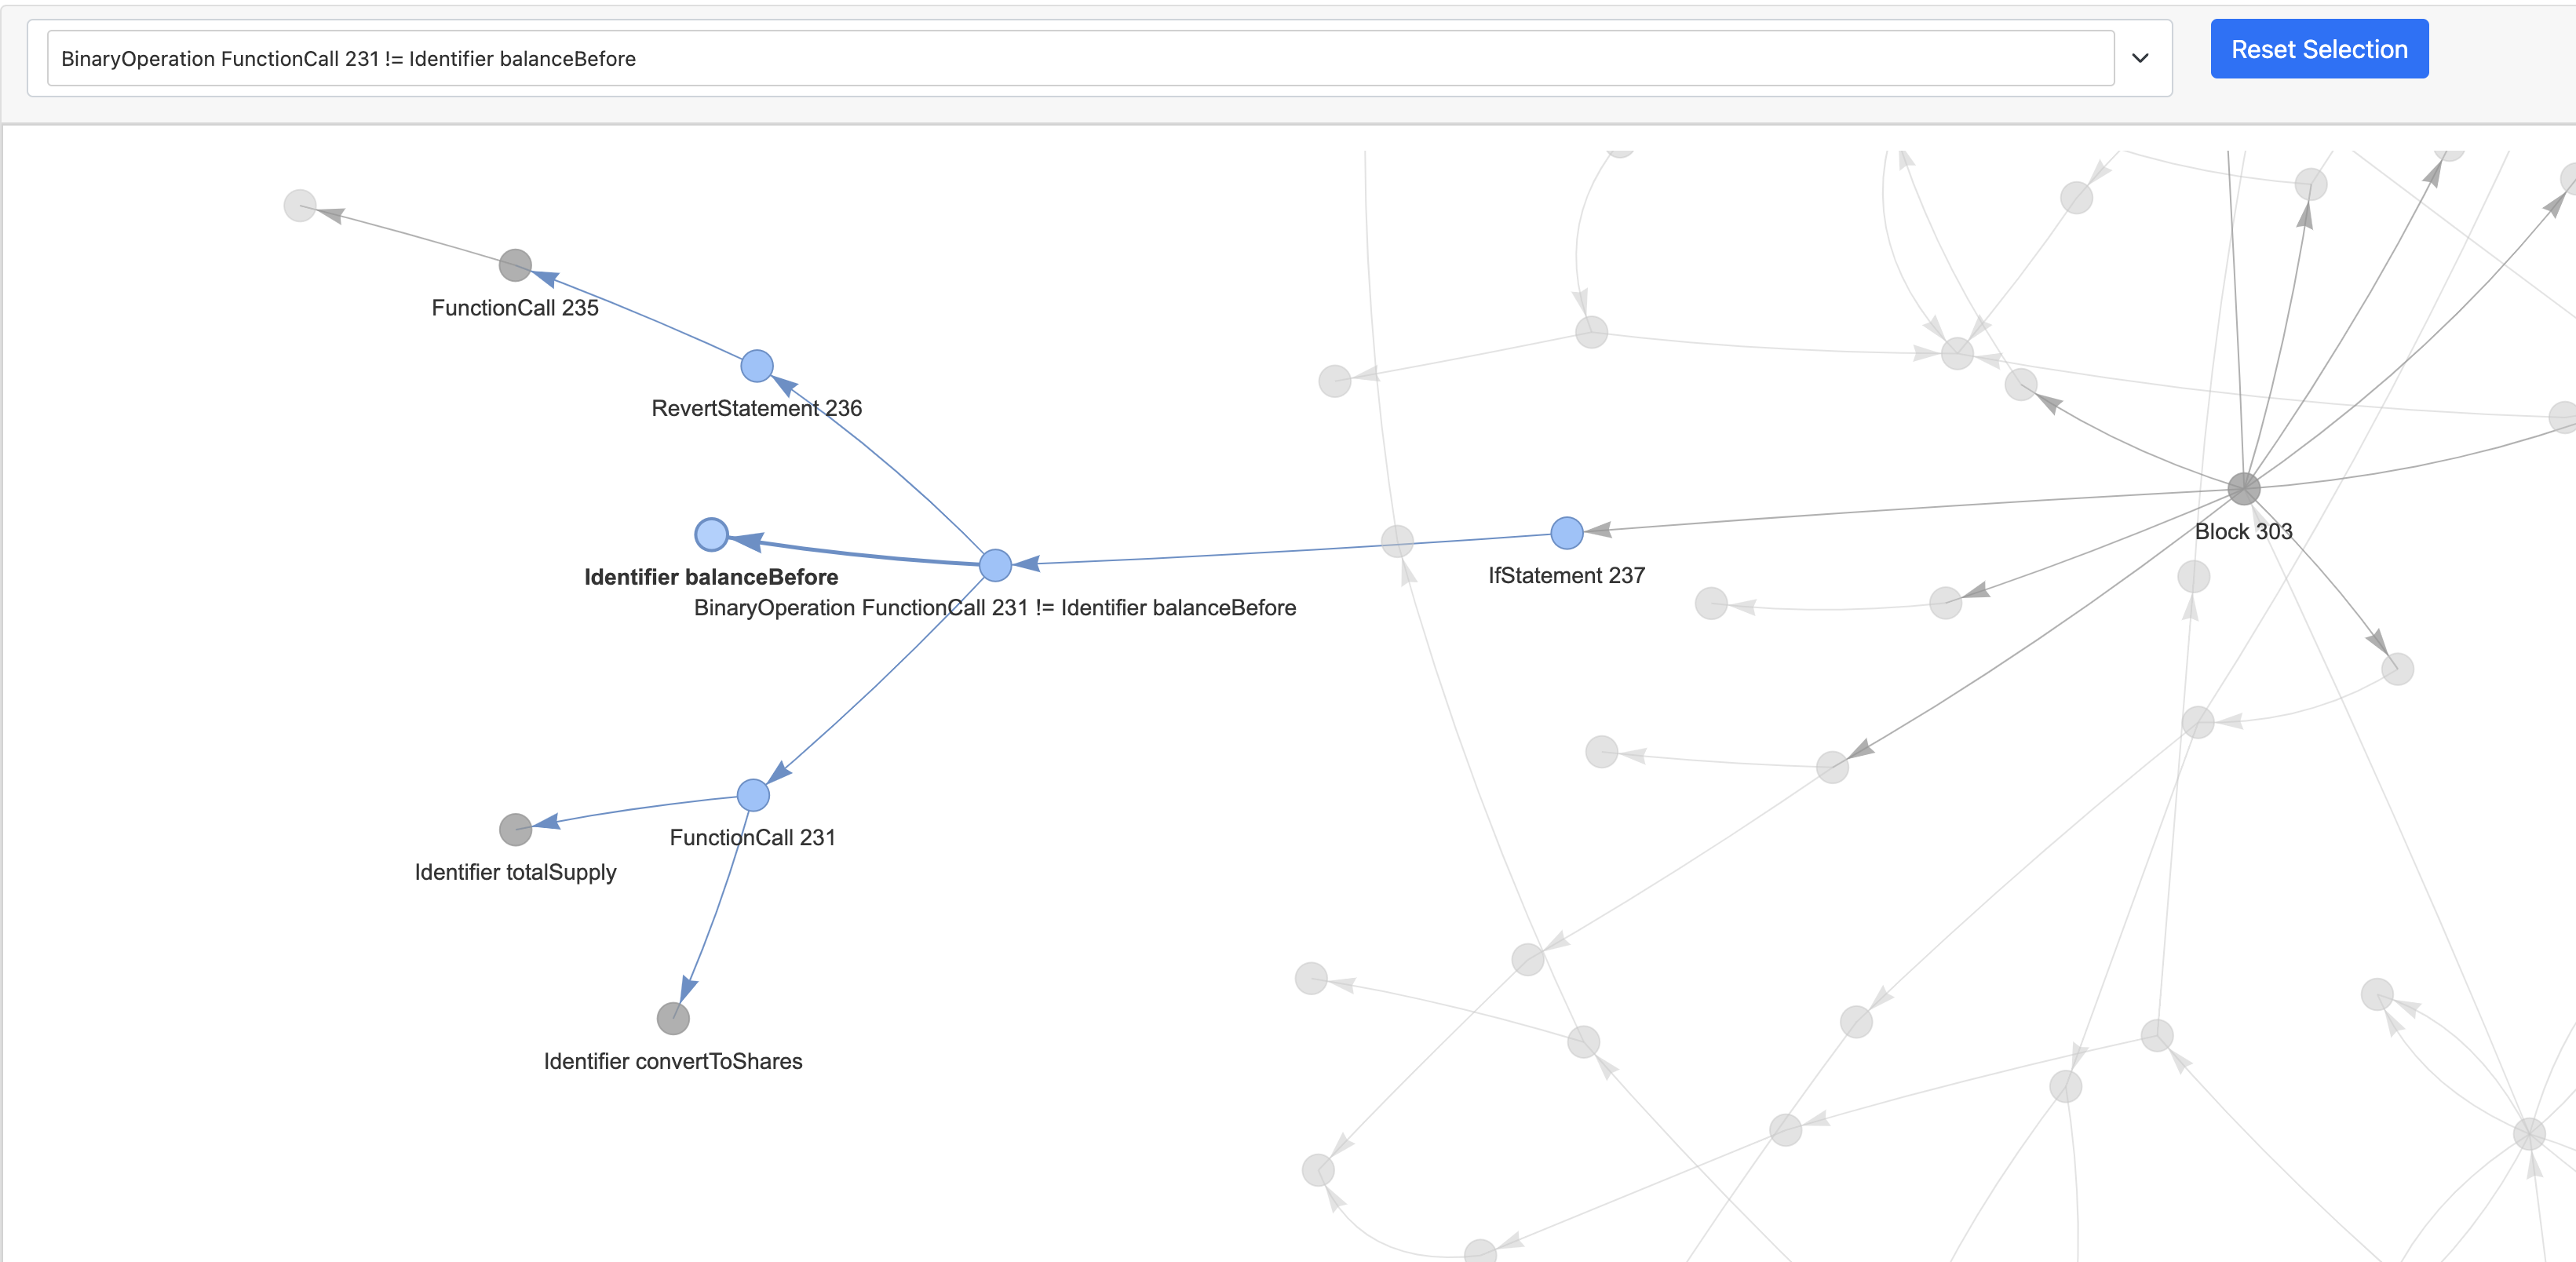 BinaryOperation FunctionCall 231 != Identifier balanceBefore
Reset Selection
FunctionCall 235
RevertStatement 236
Block 303
Identifier balanceBefore
IfStatement 237
BinaryOperation FunctionCall 231 != Identifier balanceBefore
FunctionCall 231
Identifier totalSupply
Identifier convertToShares